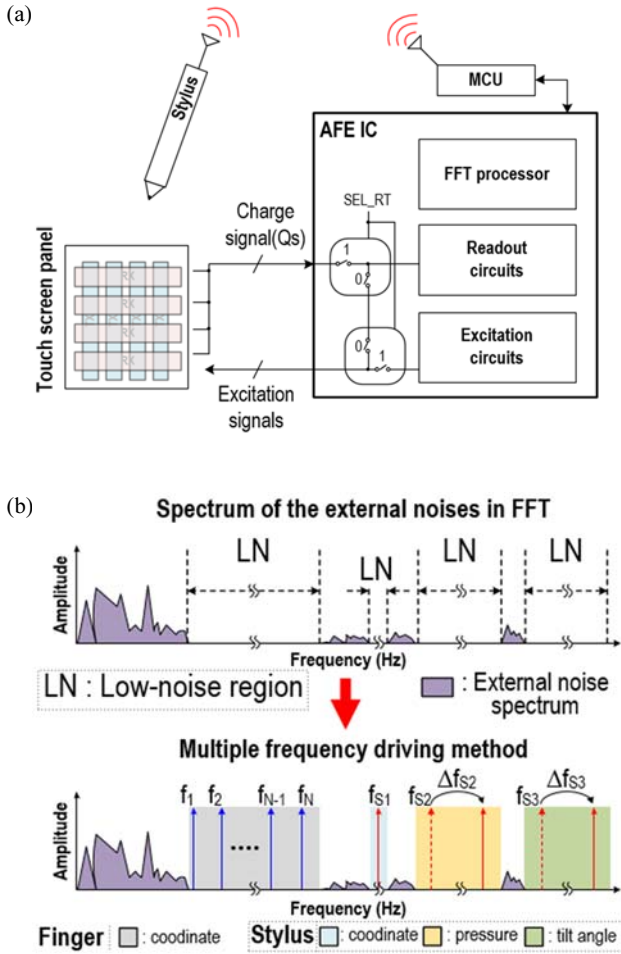 (a)
Stylus
MCU
AFE IC
FFT processor
SEL_RT
Charge
signal(Qs)
1
0
Readout
circuits
Touch screen panel
RX
RX
RX
RX
0
1
Excitation
circuits
Excitation
signals
(b)
Spectrum of the external noises in FFT
LN
LN
LN
LN
Amplitude
Frequency (Hz)
LN : Low-noise region
: External noise
spectrum
Multiple frequency driving method
f1 f2 fN-1 fN fS1 fS2 ΔfS2 fS3 ΔfS3
Amplitude
Frequency (Hz)
Finger : coodinate Stylus : coordinate : pressure : tilt angle